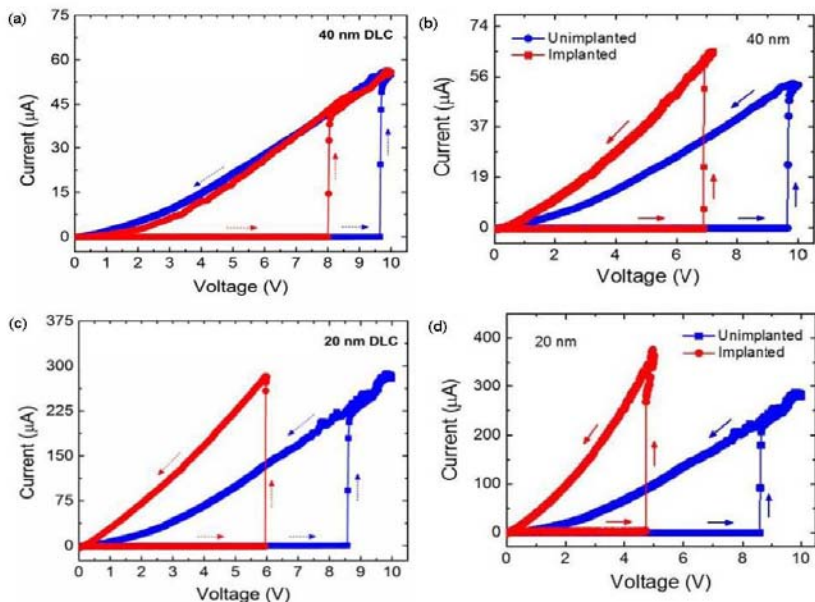 (a)
40 nm DLC
75
60
45
30
15
0
Current (µA)
0 1 2 3 4 5 6 7 8 9 10
Voltage (V)
(b)
Unimplanted
Implanted
40 nm
74
56
37
19
0
Current (µA)
0 2 4 6 8 10
Voltage (V)
(c)
20 nm DLC
375
300
225
150
75
0
Current (µA)
0 1 2 3 4 5 6 7 8 9 10
Voltage (V)
(d)
20 nm
Unimplanted
Implanted
400
300
200
100
0
Current (µA)
0 2 4 6 8 10
Voltage (V)